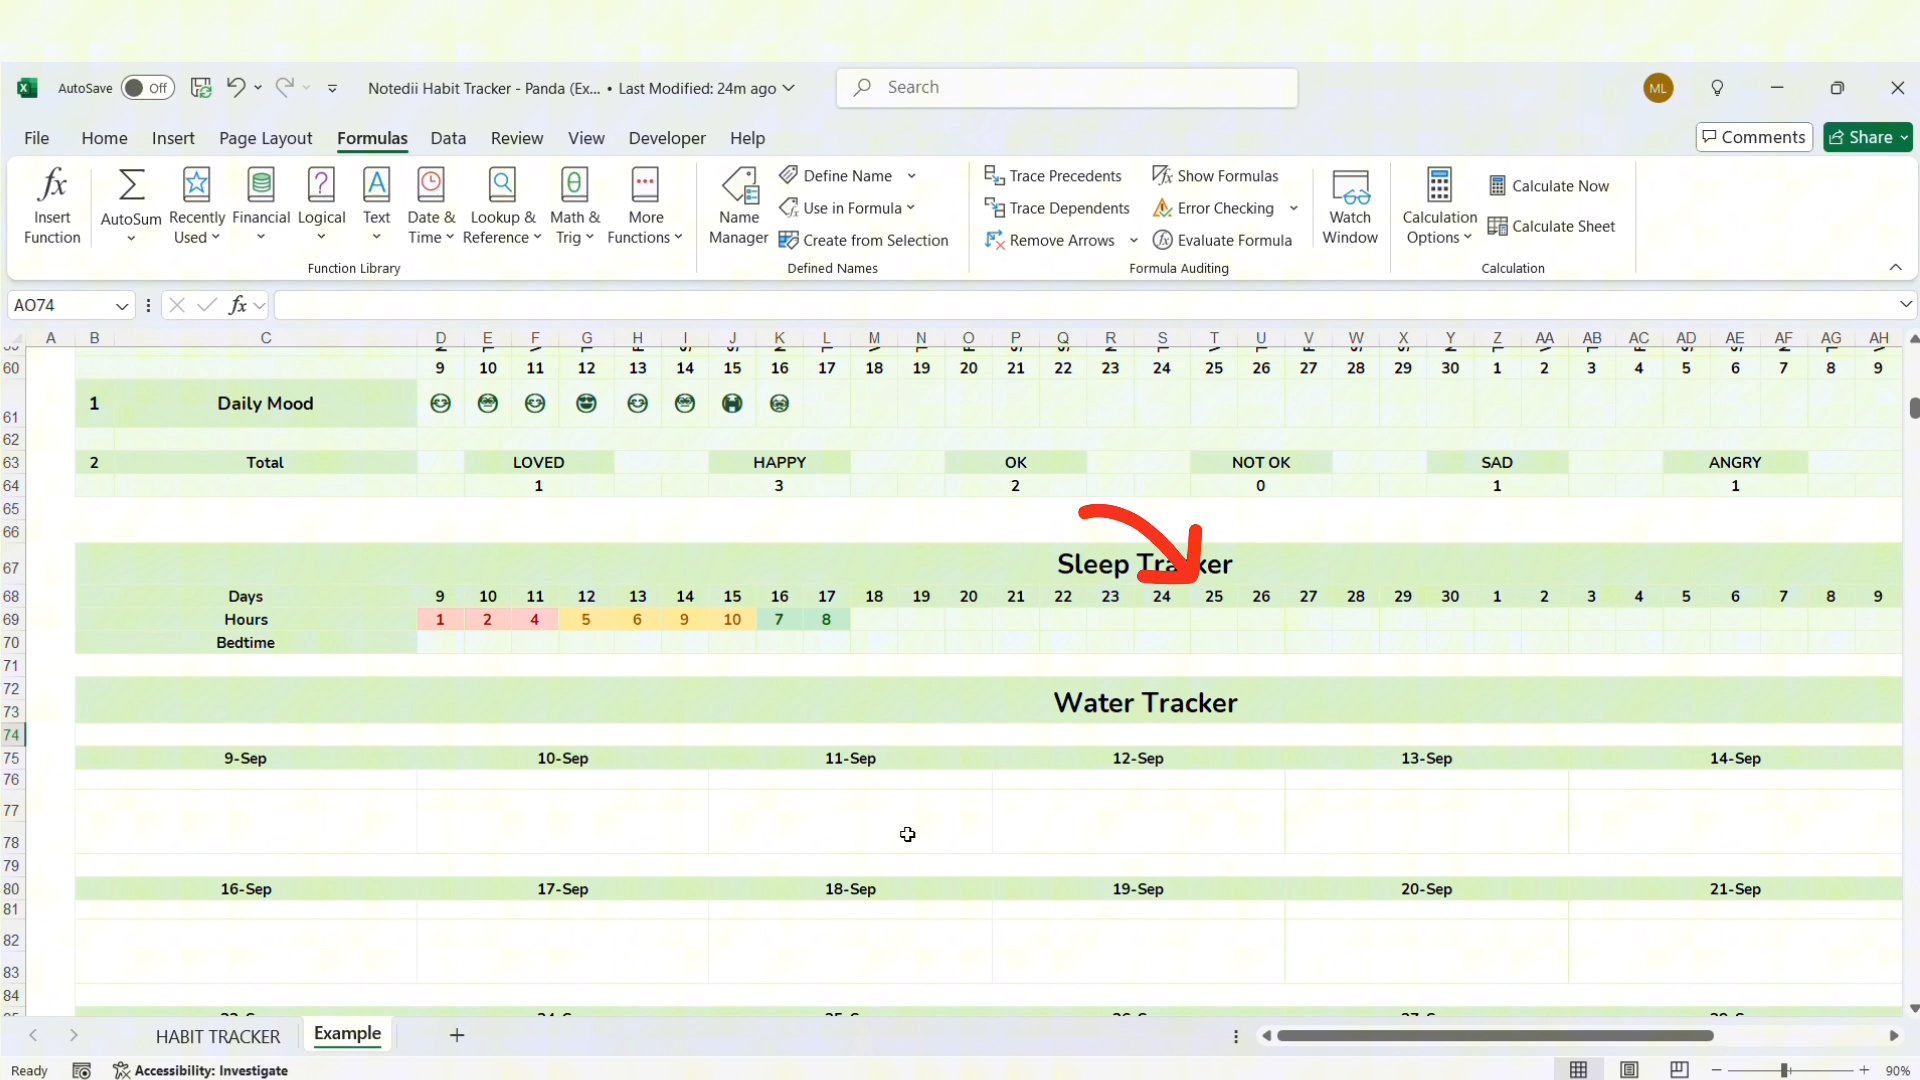 AutoSave Off Notedii Habit Tracker - Panda (Ex... • Last Modified: 24m ago Search ML
File Home Insert Page Layout Formulas Data Review View Developer Help Comments Share
Insert Function
AutoSum
Recently Used
Financial
Logical
Text
Date & Time
Lookup & Reference
Math & Trig
More Functions
Function Library
Name Manager
Define Name
Use in Formula
Create from Selection
Defined Names
Trace Precedents
Trace Dependents
Remove Arrows
Show Formulas
Error Checking
Evaluate Formula
Formula Auditing
Watch Window
Calculation Options
Calculate Now
Calculate Sheet
Calculation
AO74 fx
A B C D E F G H I J K L M N O P Q R S T U V W X Y Z AA AB AC AD AE AF AG AH
60 9 10 11 12 13 14 15 16 17 18 19 20 21 22 23 24 25 26 27 28 29 30 1 2 3 4 5 6 7 8 9
61 1 Daily Mood
62
63 2 Total LOVED HAPPY OK NOT OK SAD ANGRY
64 1 3 2 0 1 1
65
66
67 Sleep Tracker
68 Days 9 10 11 12 13 14 15 16 17 18 19 20 21 22 23 24 25 26 27 28 29 30 1 2 3 4 5 6 7 8 9
69 Hours 1 2 4 5 6 9 10 7 8
70 Bedtime
71
72
73 Water Tracker
74
75 9-Sep 10-Sep 11-Sep 12-Sep 13-Sep 14-Sep
76
77
78
79
80 16-Sep 17-Sep 18-Sep 19-Sep 20-Sep 21-Sep
81
82
83
84
HABIT TRACKER Example
Ready Accessibility: Investigate 90%